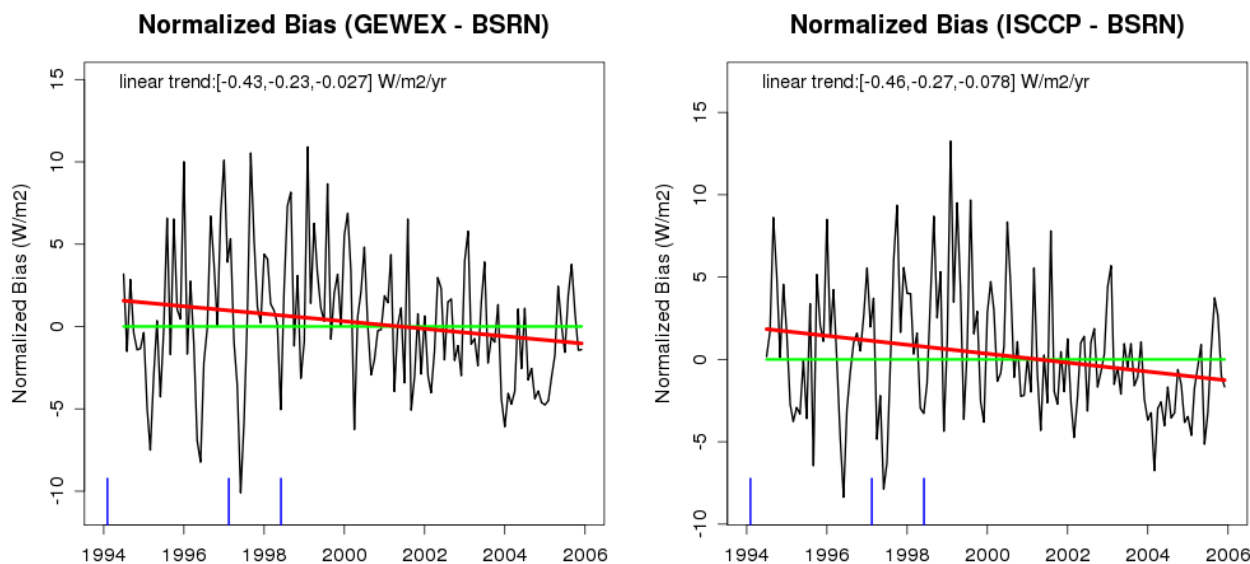 Normalized Bias (GEWEX - BSRN)
linear trend:[-0.43,-0.23,-0.027] W/m2/yr
Normalized Bias (W/m2)
15
10
5
0
-5
-10
1994 1996 1998 2000 2002 2004 2006
Normalized Bias (ISCCP - BSRN)
linear trend:[-0.46,-0.27,-0.078] W/m2/yr
Normalized Bias (W/m2)
15
10
5
0
-5
-10
1994 1996 1998 2000 2002 2004 2006